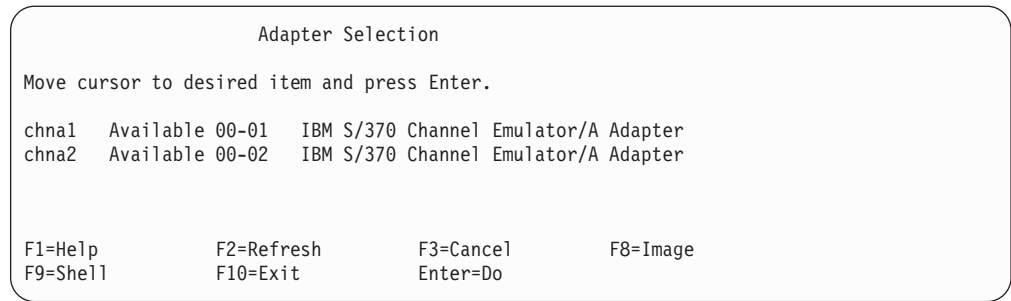 Adapter Selection
Move cursor to desired item and press Enter.
chna1 Available 00-01 IBM S/370 Channel Emulator/A Adapter
chna2 Available 00-02 IBM S/370 Channel Emulator/A Adapter
F1=Help F2=Refresh F3=Cancel F8=Image
F9=Shell F10=Exit Enter=Do